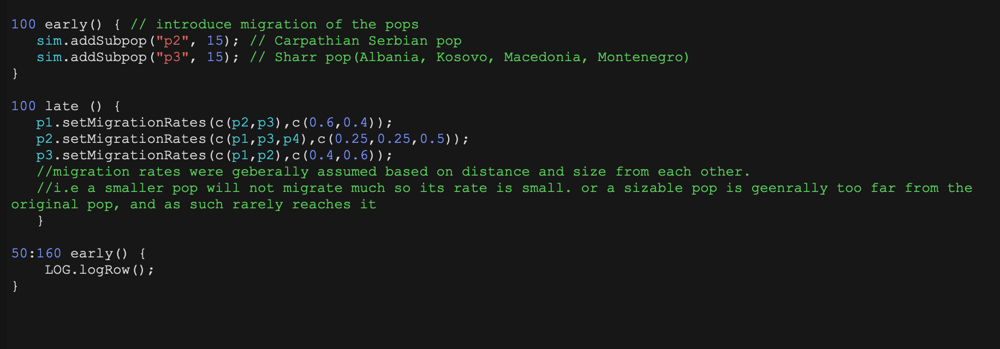 100 early() { // introduce migration of the pops
sim.addSubpop("p2", 15); // Carpathian Serbian pop
sim.addSubpop("p3", 15); // Sharr pop(Albania, Kosovo, Macedonia, Montenegro)
}
100 late () {
p1.setMigrationRates(c(p2,p3),c(0.6,0.4));
p2.setMigrationRates(c(p1,p3,p4),c(0.25,0.25,0.5));
p3.setMigrationRates(c(p1,p2),c(0.4,0.6));
//migration rates were geberally assumed based on distance and size from each other.
//i.e a smaller pop will not migrate much so its rate is small. or a sizable pop is geenrally too far from the
original pop, and as such rarely reaches it
}
50:160 early() {
LOG.logRow();
}